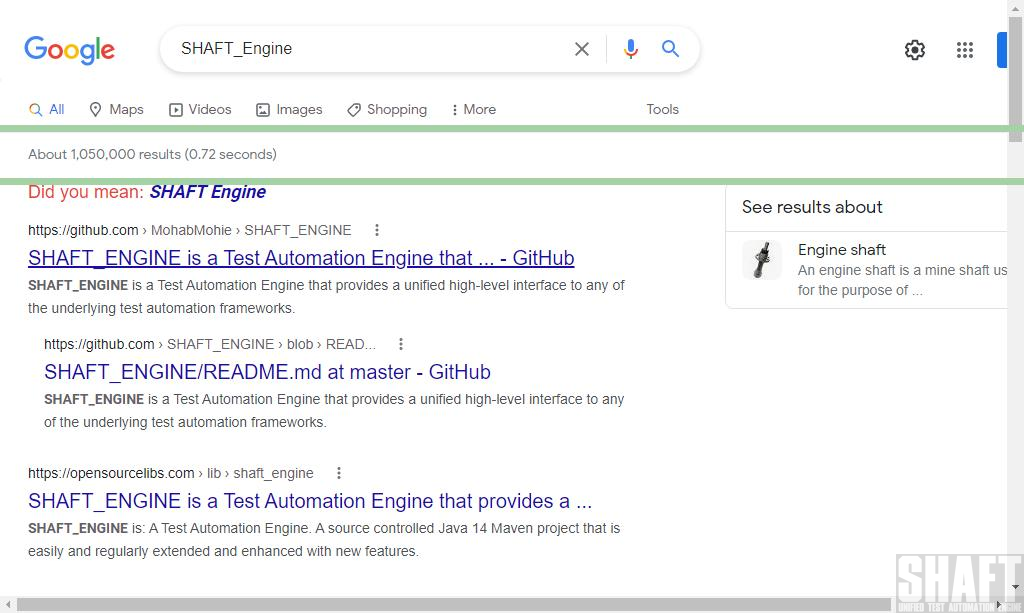 Google
SHAFT_Engine
All Maps Videos Images Shopping More Tools
About 1,050,000 results (0.72 seconds)
Did you mean: SHAFT Engine
https://github.com › MohabMohie › SHAFT_ENGINE
SHAFT_ENGINE is a Test Automation Engine that ... - GitHub
SHAFT_ENGINE is a Test Automation Engine that provides a unified high-level interface to any of
the underlying test automation frameworks.
https://github.com › SHAFT_ENGINE › blob › READ...
SHAFT_ENGINE/README.md at master - GitHub
SHAFT_ENGINE is a Test Automation Engine that provides a unified high-level interface to any
of the underlying test automation frameworks.
https://opensourcelibs.com › lib › shaft_engine
SHAFT_ENGINE is a Test Automation Engine that provides a ...
SHAFT_ENGINE is: A Test Automation Engine. A source controlled Java 14 Maven project that is
easily and regularly extended and enhanced with new features.
See results about
Engine shaft
An engine shaft is a mine shaft us
for the purpose of ...
SHAFT
UNIFIED TEST AUTOMATION